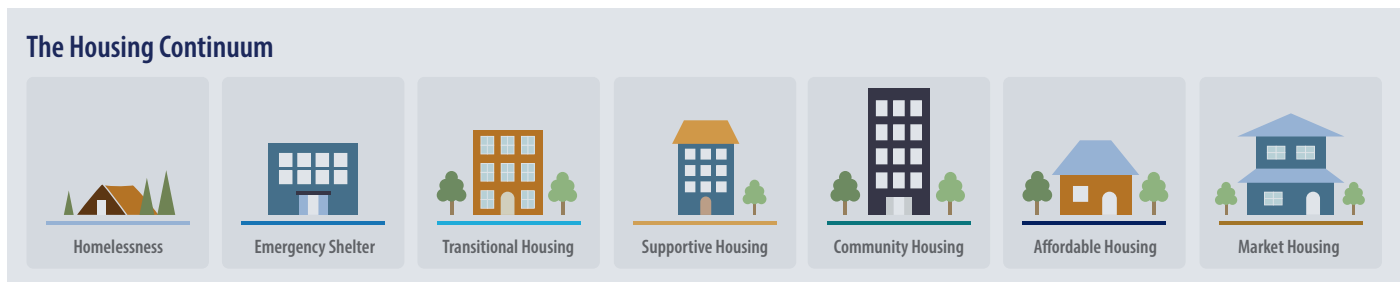 The Housing Continuum
Homelessness
Emergency Shelter
Transitional Housing
Supportive Housing
Community Housing
Affordable Housing
Market Housing